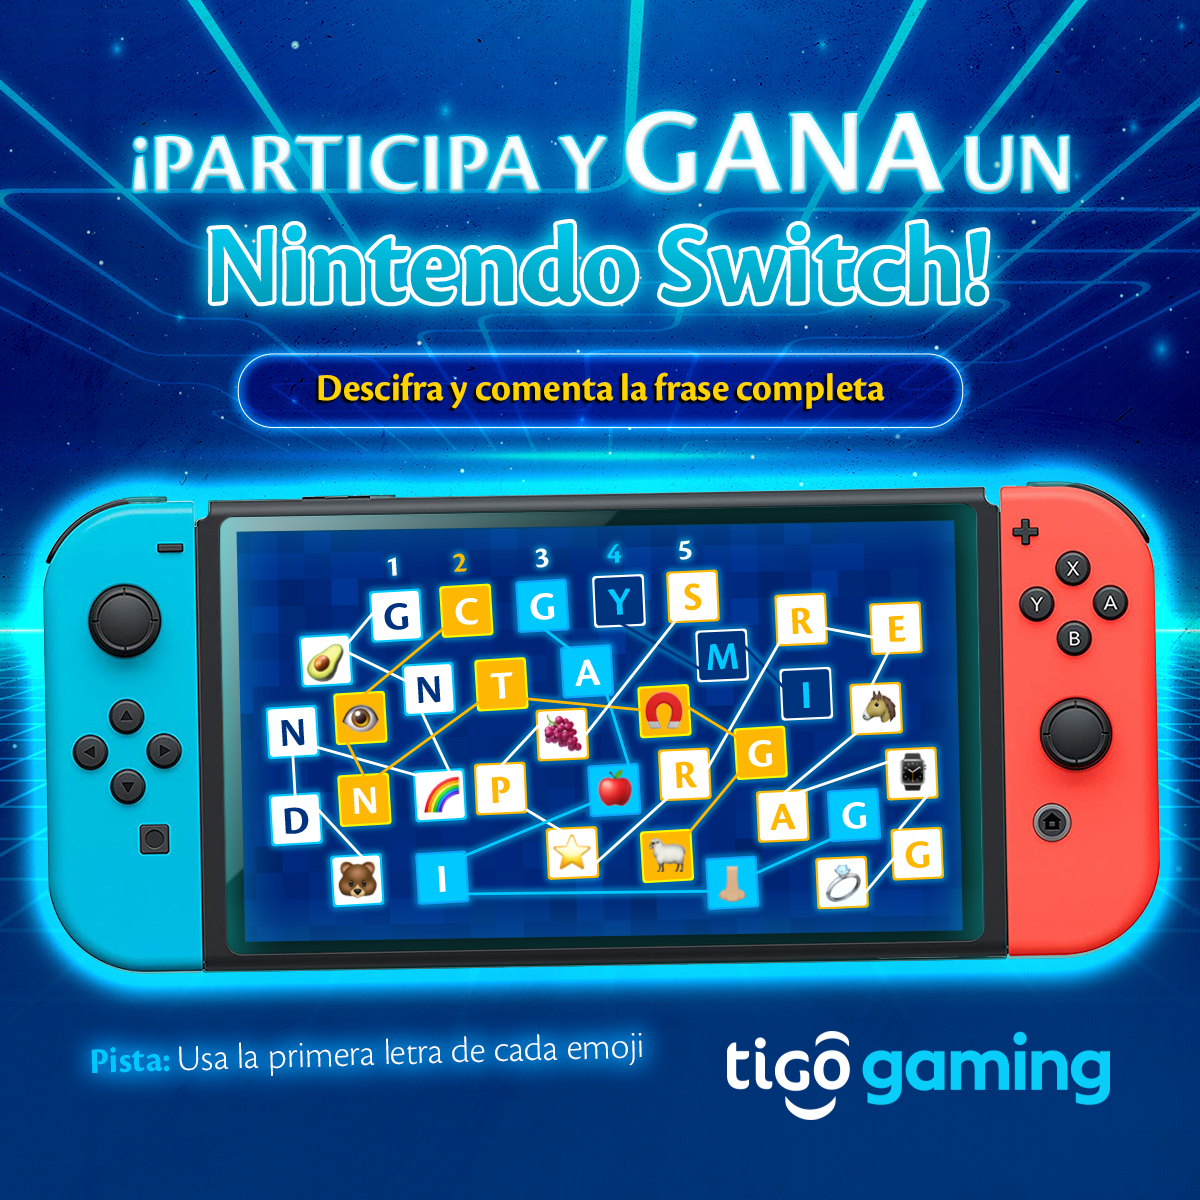 ¡PARTICIPA Y GANA UN
Nintendo Switch!
Descifra y comenta la frase completa
1 2 3 4 5
G C G Y S
R E
N T A M I
N
N P R G
D A G
I G
X
Y A
B
Pista: Usa la primera letra de cada emoji
tigô gaming